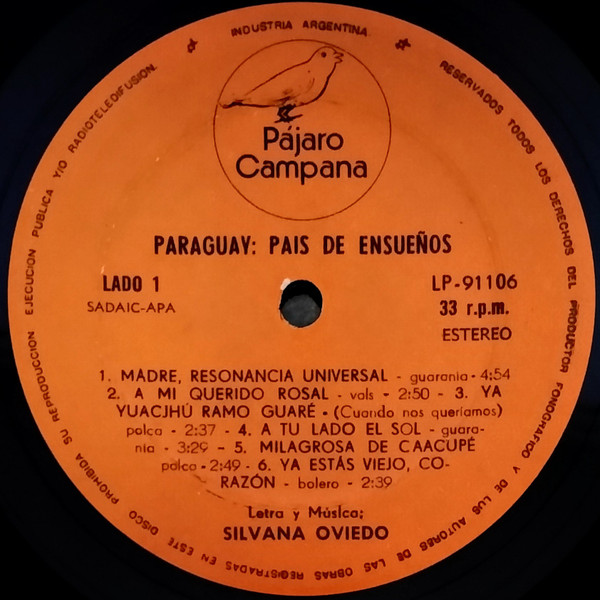 INDUSTRIA ARGENTINA
RESERVADOS TODOS LOS DERECHOS DEL PRODUCTOR FONOGRAFICO Y DE LOS AUTORES DE LAS OBRAS REGISTRADAS EN ESTE DISCO PROHIBIDA SU REPRODUCCION EJECUCION PUBLICA Y/O RADIOTELEDIFUSION.
Pájaro
Campana
PARAGUAY: PAIS DE ENSUEÑOS
LADO 1
SADAIC-APA
LP-91106
33 r.p.m.
ESTEREO
1. MADRE, RESONANCIA UNIVERSAL - guarania - 4:54
2. A MI QUERIDO ROSAL - vals - 2:50 - 3. YA
YUACJHÚ RAMO GUARÉ - (Cuando nos queríamos)
polca - 2:37 - 4. A TU LADO EL SOL - guara-
nia - 3:29 - 5. MILAGROSA DE CAACUPÉ
polca - 2:49 - 6. YA ESTÁS VIEJO, CO-
RAZÓN - bolero - 2:39
Letra y Música;
SILVANA OVIEDO